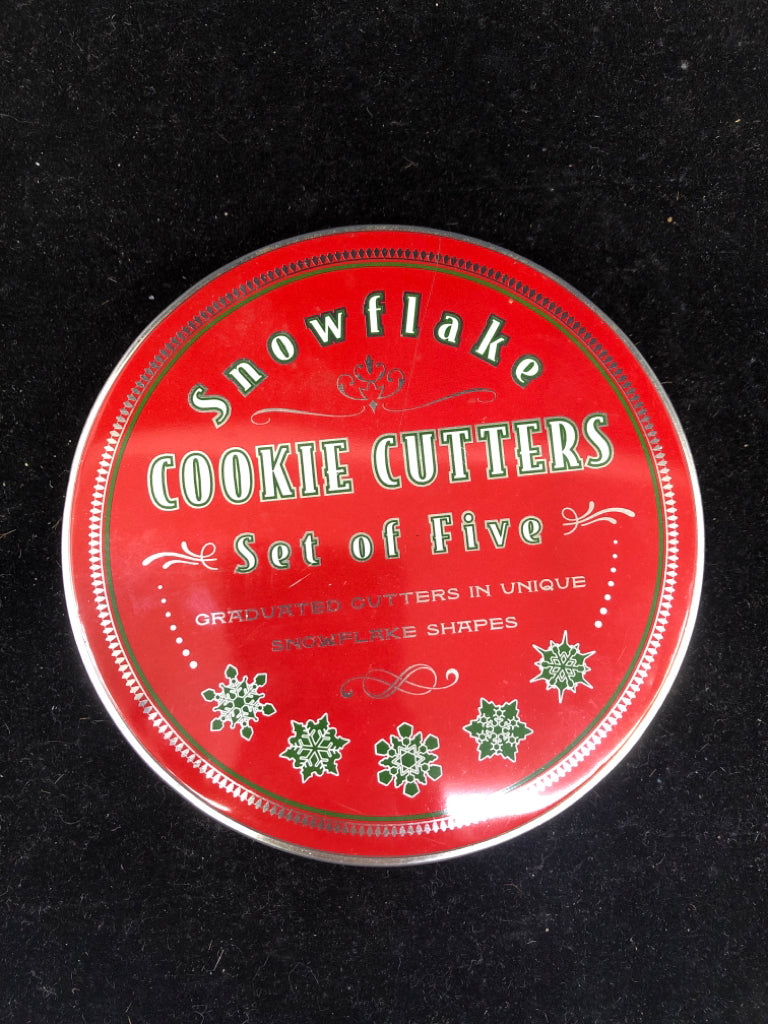 Snowflake
COOKIE CUTTERS
Set of Five
GRADUATED CUTTERS IN UNIQUE
SNOWFLAKE SHAPES